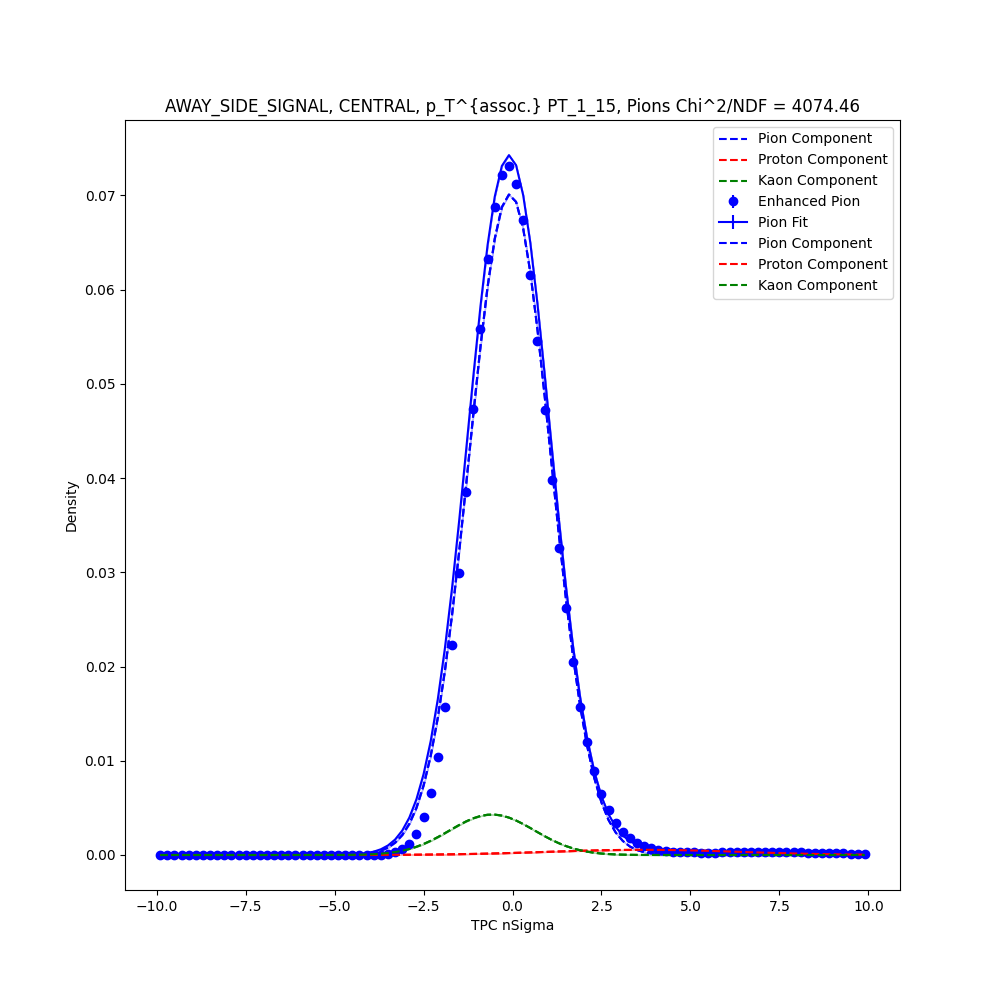 AWAY_SIDE_SIGNAL, CENTRAL, p_T^{assoc.} PT_1_15, Pions Chi^2/NDF = 4074.46
Pion Component
Proton Component
Kaon Component
Enhanced Pion
Pion Fit
Pion Component
Proton Component
Kaon Component
0.07
0.06
0.05
0.04
0.03
0.02
0.01
0.00
Density
−10.0 −7.5 −5.0 −2.5 0.0 2.5 5.0 7.5 10.0
TPC nSigma